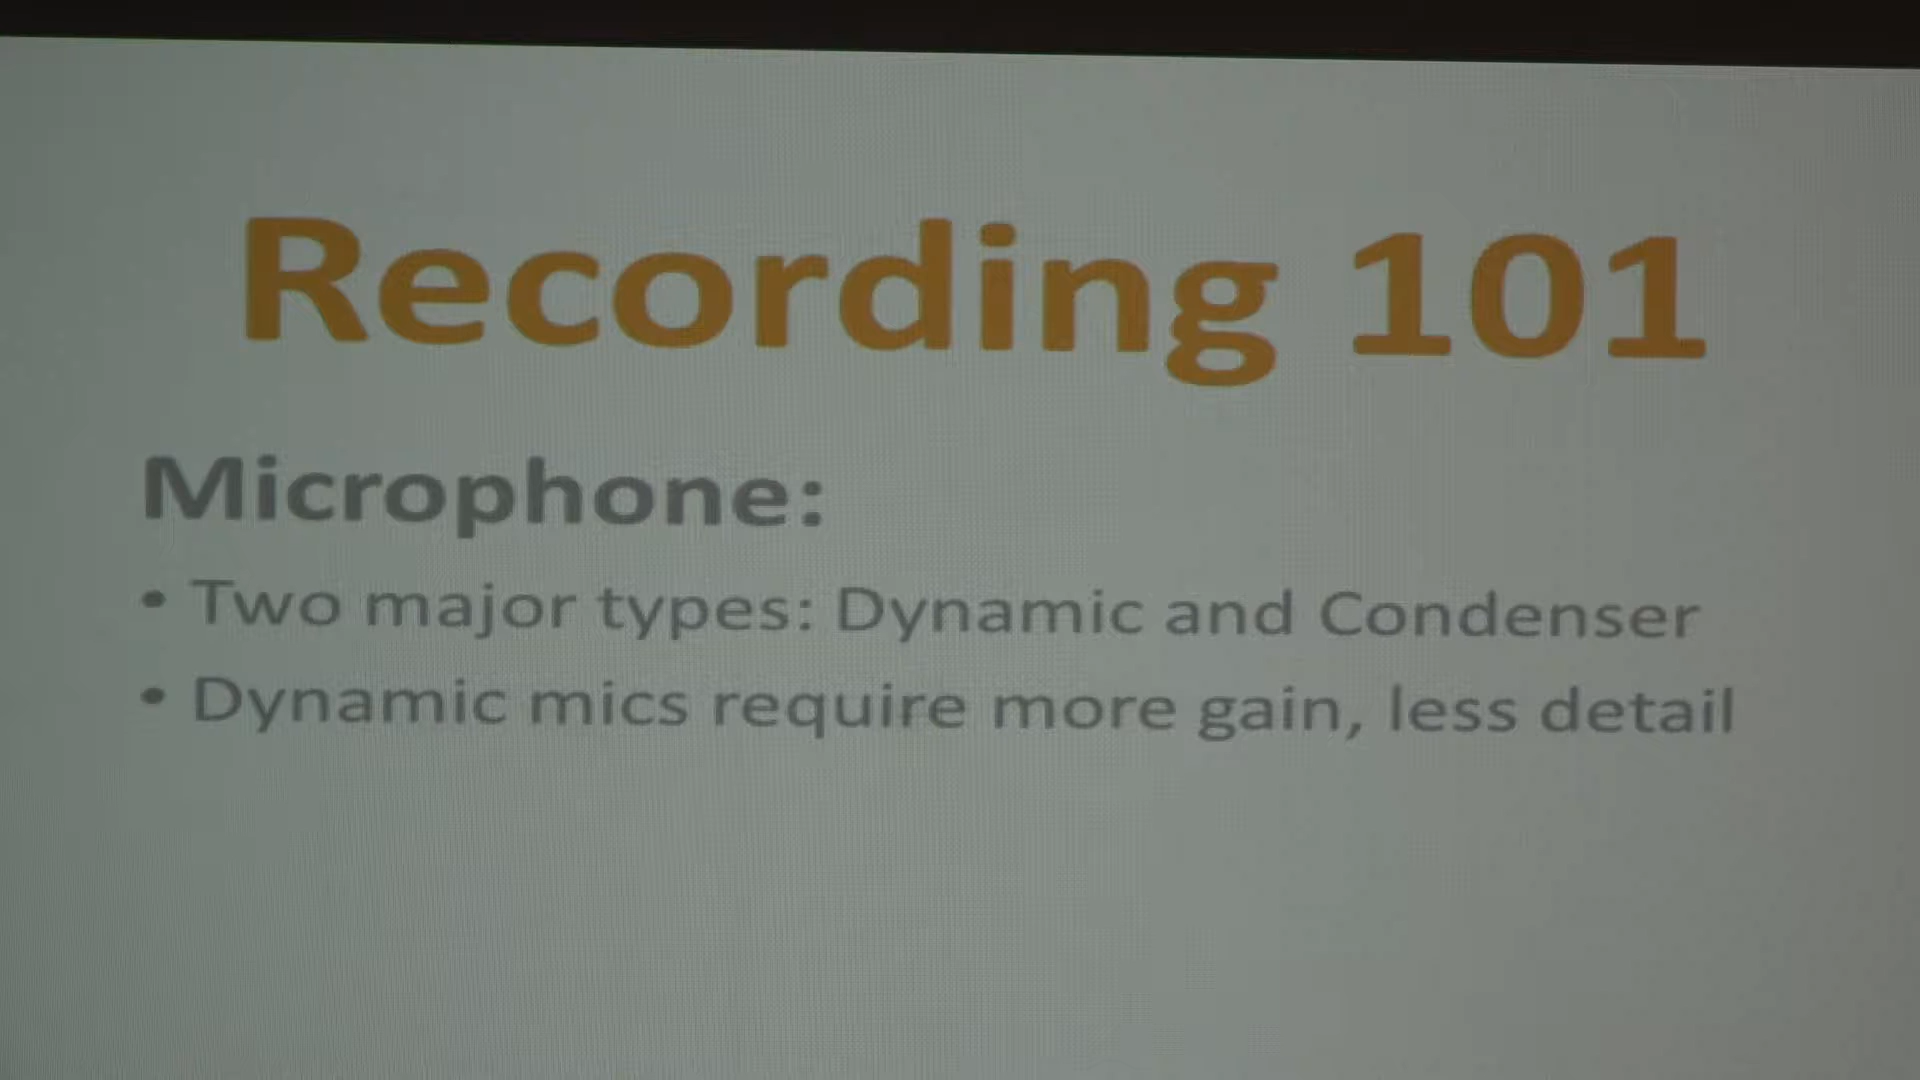 Recording 101
Microphone:
• Two major types: Dynamic and Condenser
• Dynamic mics require more gain, less detail